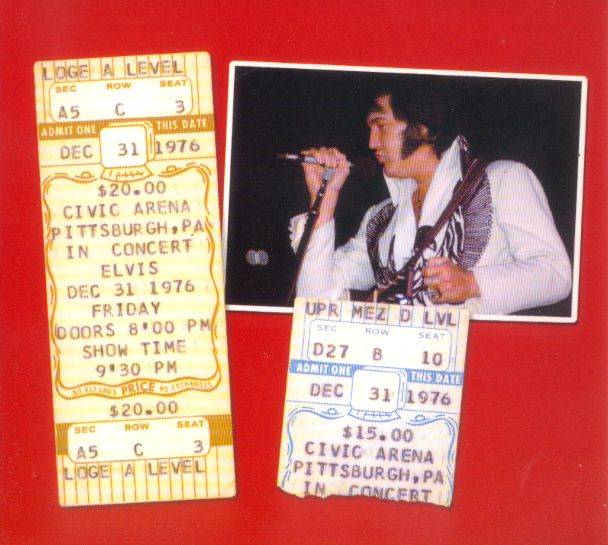 LOGE A LEVEL
SEC ROW SEAT
A5 C 3
ADMIT ONE THIS DATE
DEC 31 1976
$20.00
CIVIC ARENA
PITTSBURGH,PA
IN CONCERT
ELVIS
DEC 31 1976
FRIDAY
DOORS 8'00 PM
SHOW TIME
9'30 PM
NO REFUNDS PRICE NO EXCHANGES
$20.00
SEC ROW SEAT
A5 C 3
LOGE A LEVEL
UPR MEZ D LVL
SEC ROW SEAT
D27 B 10
ADMIT ONE THIS DATE
DEC 31 1976
$15.00
CIVIC ARENA
PITTSBURGH,PA
IN CONCERT